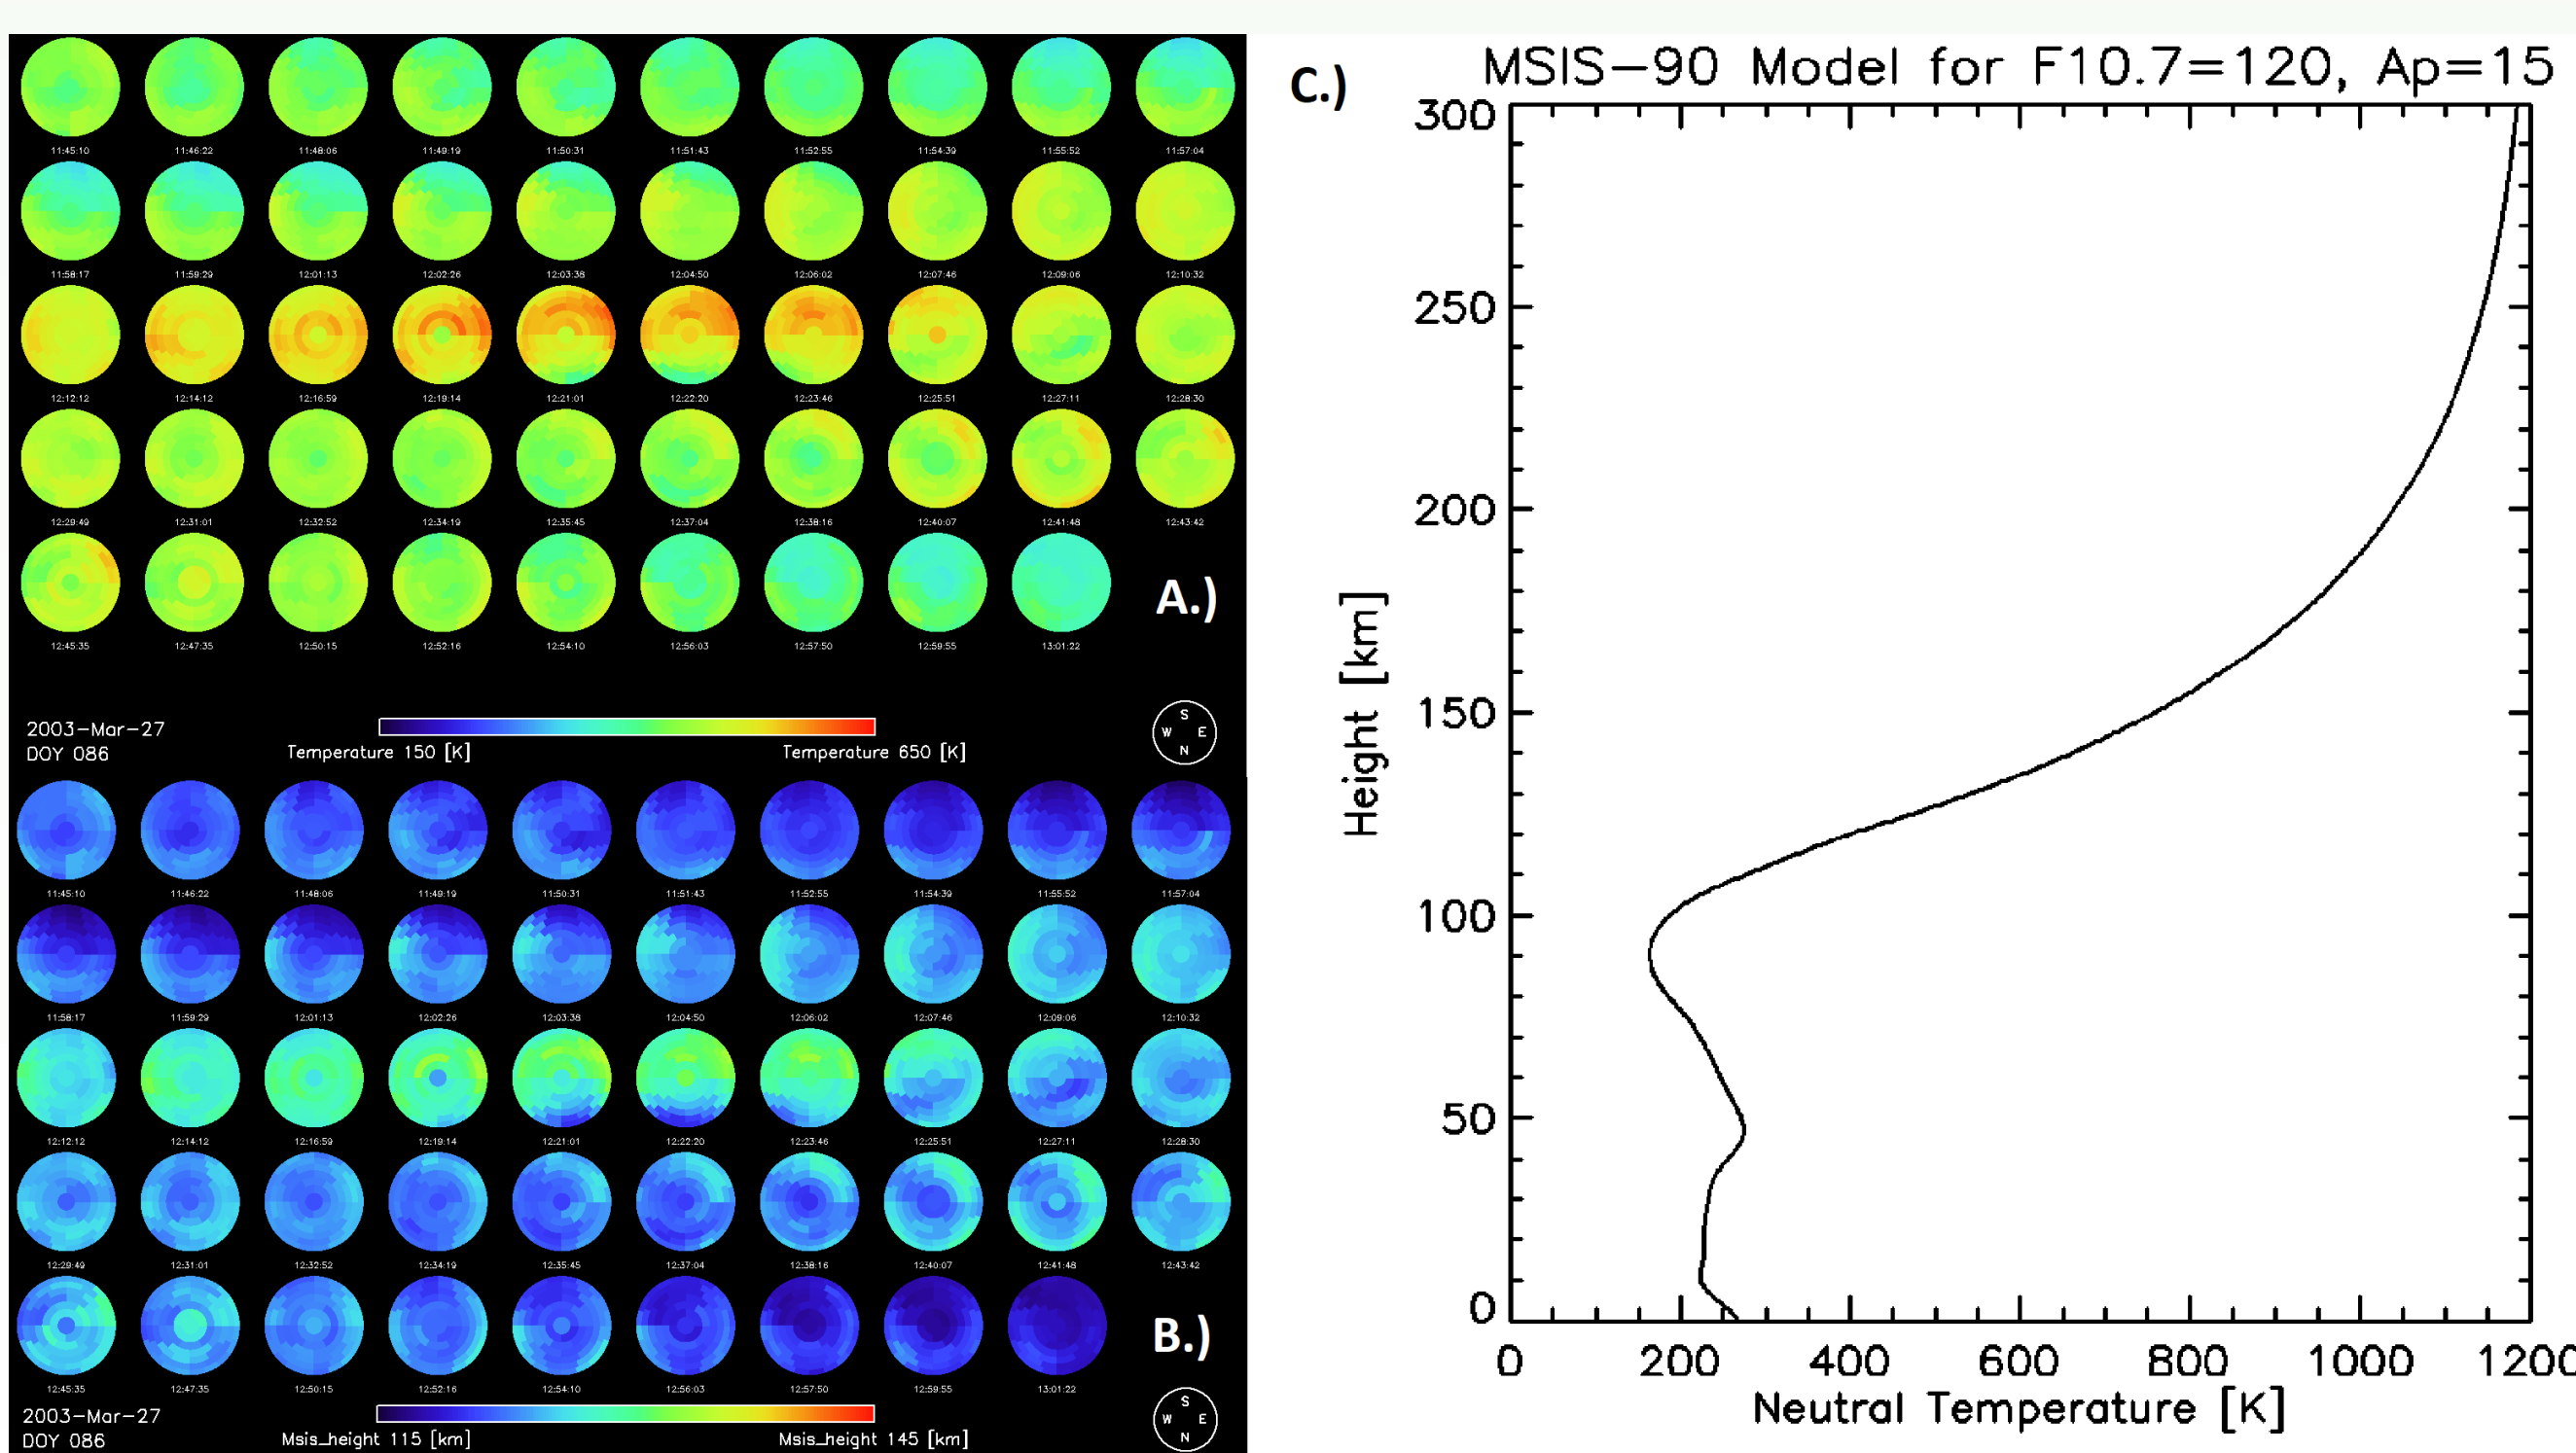 11:45:10 11:46:22 11:48:06 11:49:19 11:50:31 11:51:43 11:52:55 11:54:39 11:55:52 11:57:04
11:58:17 11:59:29 12:01:13 12:02:26 12:03:38 12:04:50 12:06:02 12:07:46 12:09:06 12:10:32
12:12:12 12:14:12 12:16:59 12:19:14 12:21:01 12:22:20 12:23:46 12:25:51 12:27:11 12:28:30
12:29:49 12:31:01 12:32:52 12:34:19 12:35:45 12:37:04 12:38:16 12:40:07 12:41:48 12:43:42
A.)
12:45:35 12:47:35 12:50:15 12:52:16 12:54:10 12:56:03 12:57:50 12:59:55 13:01:22
2003-Mar-27
DOY 086
Temperature 150 [K] Temperature 650 [K]
S
W E
N
11:45:10 11:46:22 11:48:06 11:49:19 11:50:31 11:51:43 11:52:55 11:54:39 11:55:52 11:57:04
11:58:17 11:59:29 12:01:13 12:02:26 12:03:38 12:04:50 12:06:02 12:07:46 12:09:06 12:10:32
12:12:12 12:14:12 12:16:59 12:19:14 12:21:01 12:22:20 12:23:46 12:25:51 12:27:11 12:28:30
12:29:49 12:31:01 12:32:52 12:34:19 12:35:45 12:37:04 12:38:16 12:40:07 12:41:48 12:43:42
B.)
12:45:35 12:47:35 12:50:15 12:52:16 12:54:10 12:56:03 12:57:50 12:59:55 13:01:22
2003-Mar-27
DOY 086
Msis_height 115 [km] Msis_height 145 [km]
S
W E
N
C.)
MSIS-90 Model for F10.7=120, Ap=15
300
250
200
150
100
50
0
Height [km]
0 200 400 600 800 1000 1200
Neutral Temperature [K]